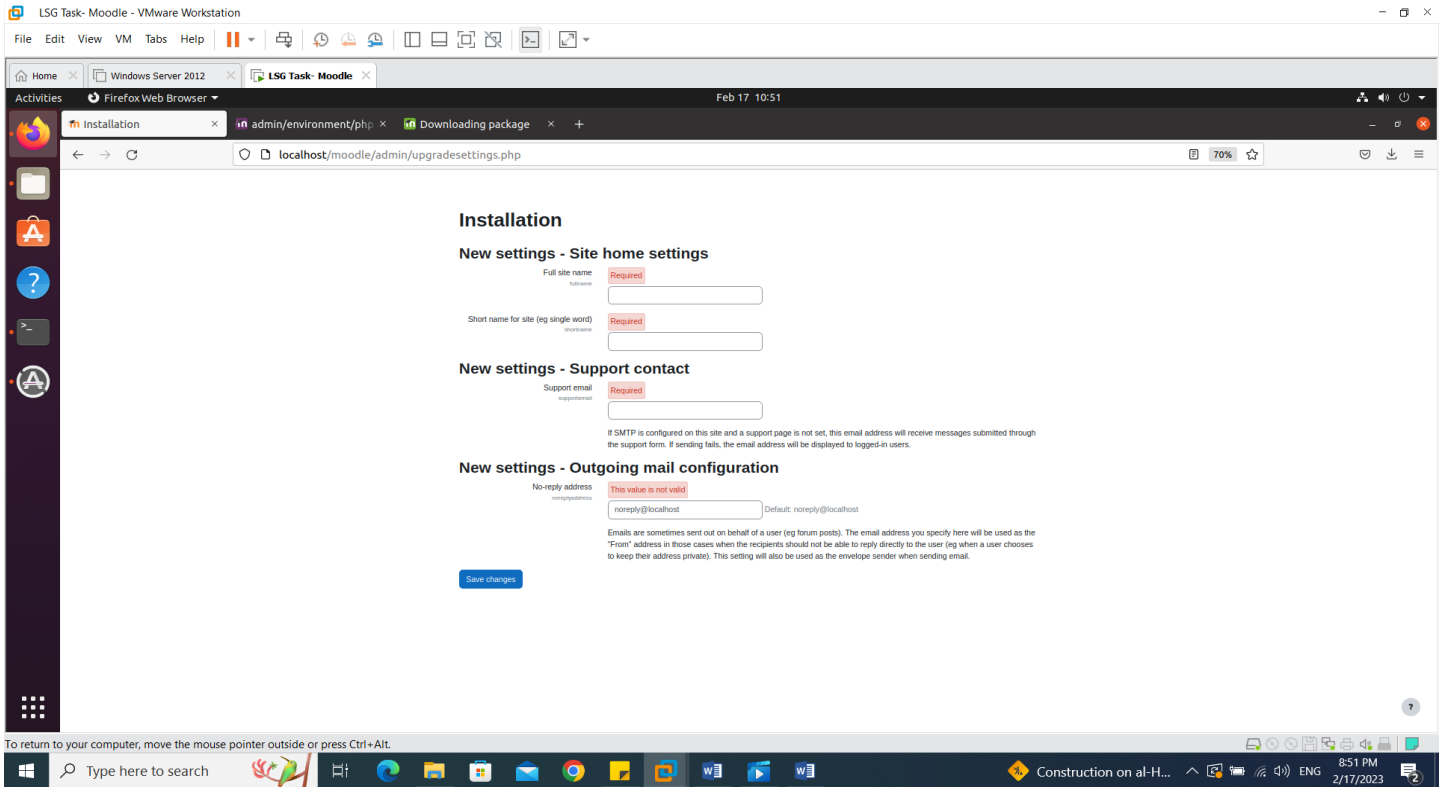 LSG Task- Moodle - VMware Workstation
File Edit View VM Tabs Help
Home
Windows Server 2012
LSG Task- Moodle
Activities
Firefox Web Browser
Feb 17 10:51
Installation
admin/environment/php
Downloading package
localhost/moodle/admin/upgradesettings.php
70%
Installation
New settings - Site home settings
Full site name
Required
fullname
Short name for site (eg single word)
Required
shortname
New settings - Support contact
Support email
Required
supportemail
If SMTP is configured on this site and a support page is not set, this email address will receive messages submitted through
the support form. If sending fails, the email address will be displayed to logged-in users.
New settings - Outgoing mail configuration
No-reply address
This value is not valid
noreplyaddress
noreply@localhost
Default: noreply@localhost
Emails are sometimes sent out on behalf of a user (eg forum posts). The email address you specify here will be used as the
"From" address in those cases when the recipients should not be able to reply directly to the user (eg when a user chooses
to keep their address private). This setting will also be used as the envelope sender when sending email.
Save changes
?
To return to your computer, move the mouse pointer outside or press Ctrl+Alt.
Type here to search
Construction on al-H...
ENG
8:51 PM
2/17/2023
2